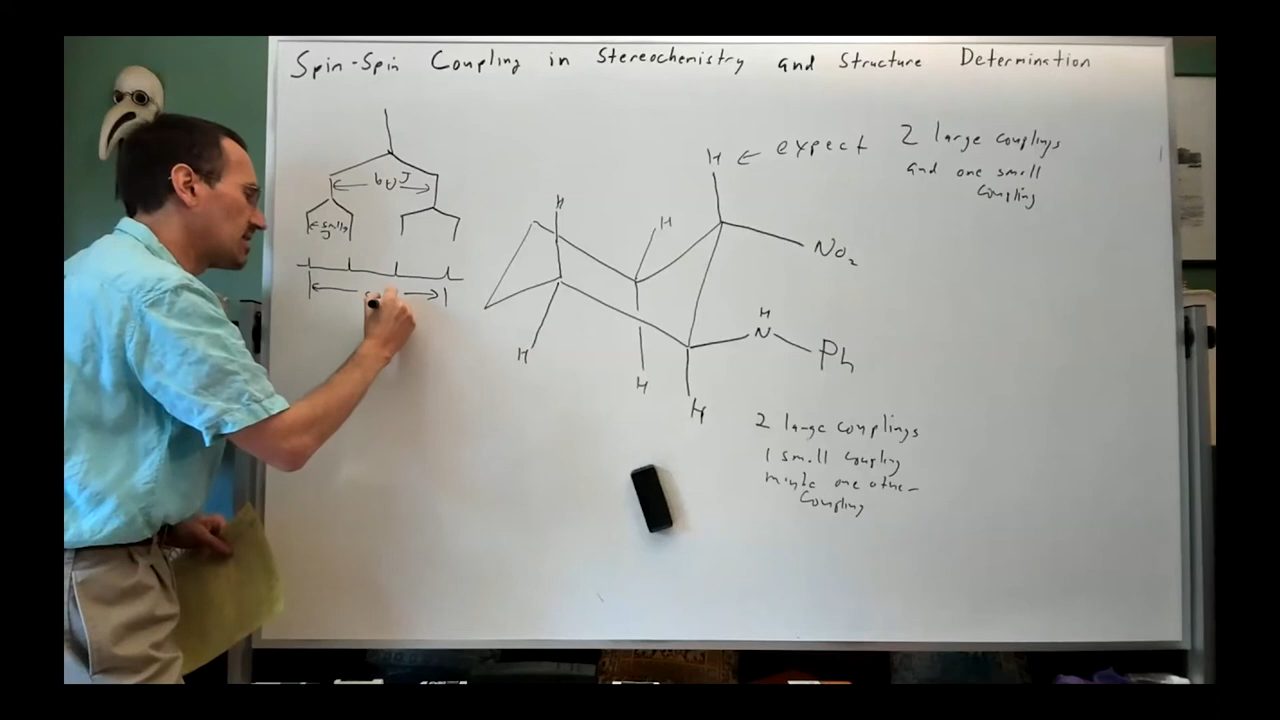 Spin-Spin Coupling in Stereochemistry and Structure Determination
H ← expect 2 large couplings
and one small
coupling
big J
small
J
H
H
NO2
H
N
Ph
H
H
H
2 large couplings
1 small coupling
maybe one other
coupling